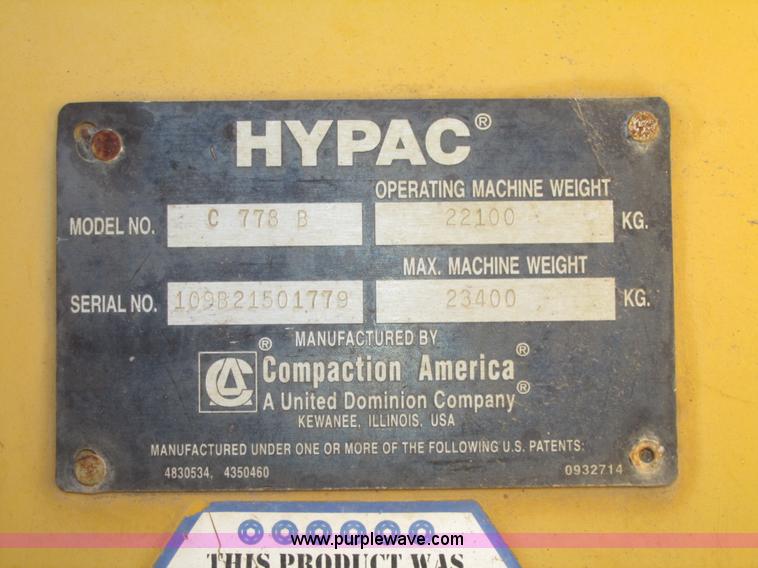 HYPAC®
OPERATING MACHINE WEIGHT
MODEL NO. C 778 B 22100 KG.
MAX. MACHINE WEIGHT
SERIAL NO. 109B21501779 23400 KG.
MANUFACTURED BY
CA® Compaction America®
A United Dominion Company®
KEWANEE, ILLINOIS, USA
MANUFACTURED UNDER ONE OR MORE OF THE FOLLOWING U.S. PATENTS:
4830534, 4350460 0932714
www.purplewave.com
THIS PRODUCT WAS